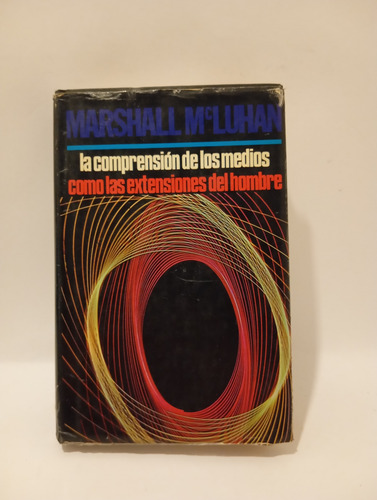 MARSHALL McLUHAN
la comprensión de los medios
como las extensiones del hombre